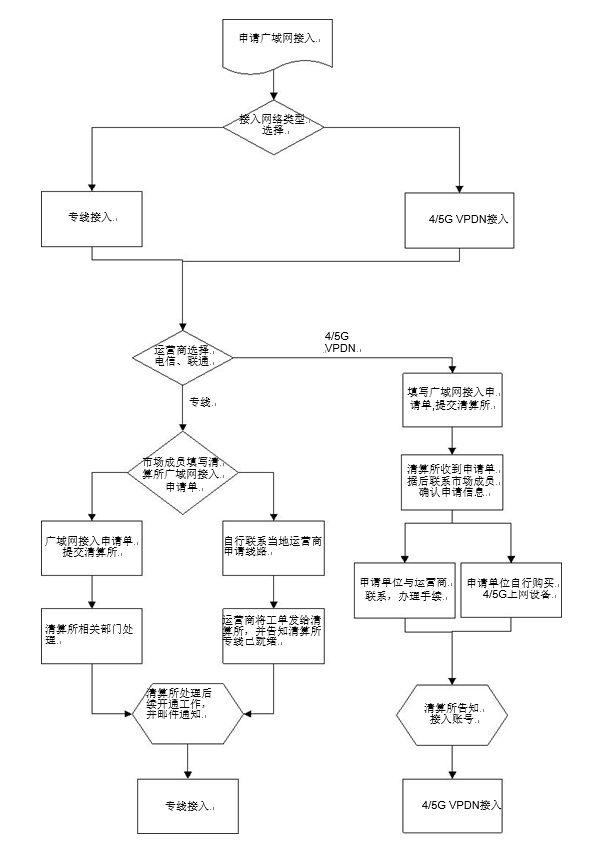 申请广域网接入
接入网络类型
选择
专线接入
4/5G VPDN接入
运营商选择
电信、联通
4/5G
VPDN
专线
填写广域网接入申
请单,提交清算所
市场成员填写清
算所广域网接入
申请单
清算所收到申请单
据后联系市场成员
确认申请信息
广域网接入申请单
提交清算所
自行联系当地运营商
申请线路
申请单位与运营商
联系，办理手续
申请单位自行购买
4/5G上网设备
清算所相关部门处
理
运营商将工单发给清
算所，并告知清算所
专线已就绪
清算所处理后
续开通工作，
并邮件通知
清算所告知
接入账号
专线接入
4/5G VPDN接入